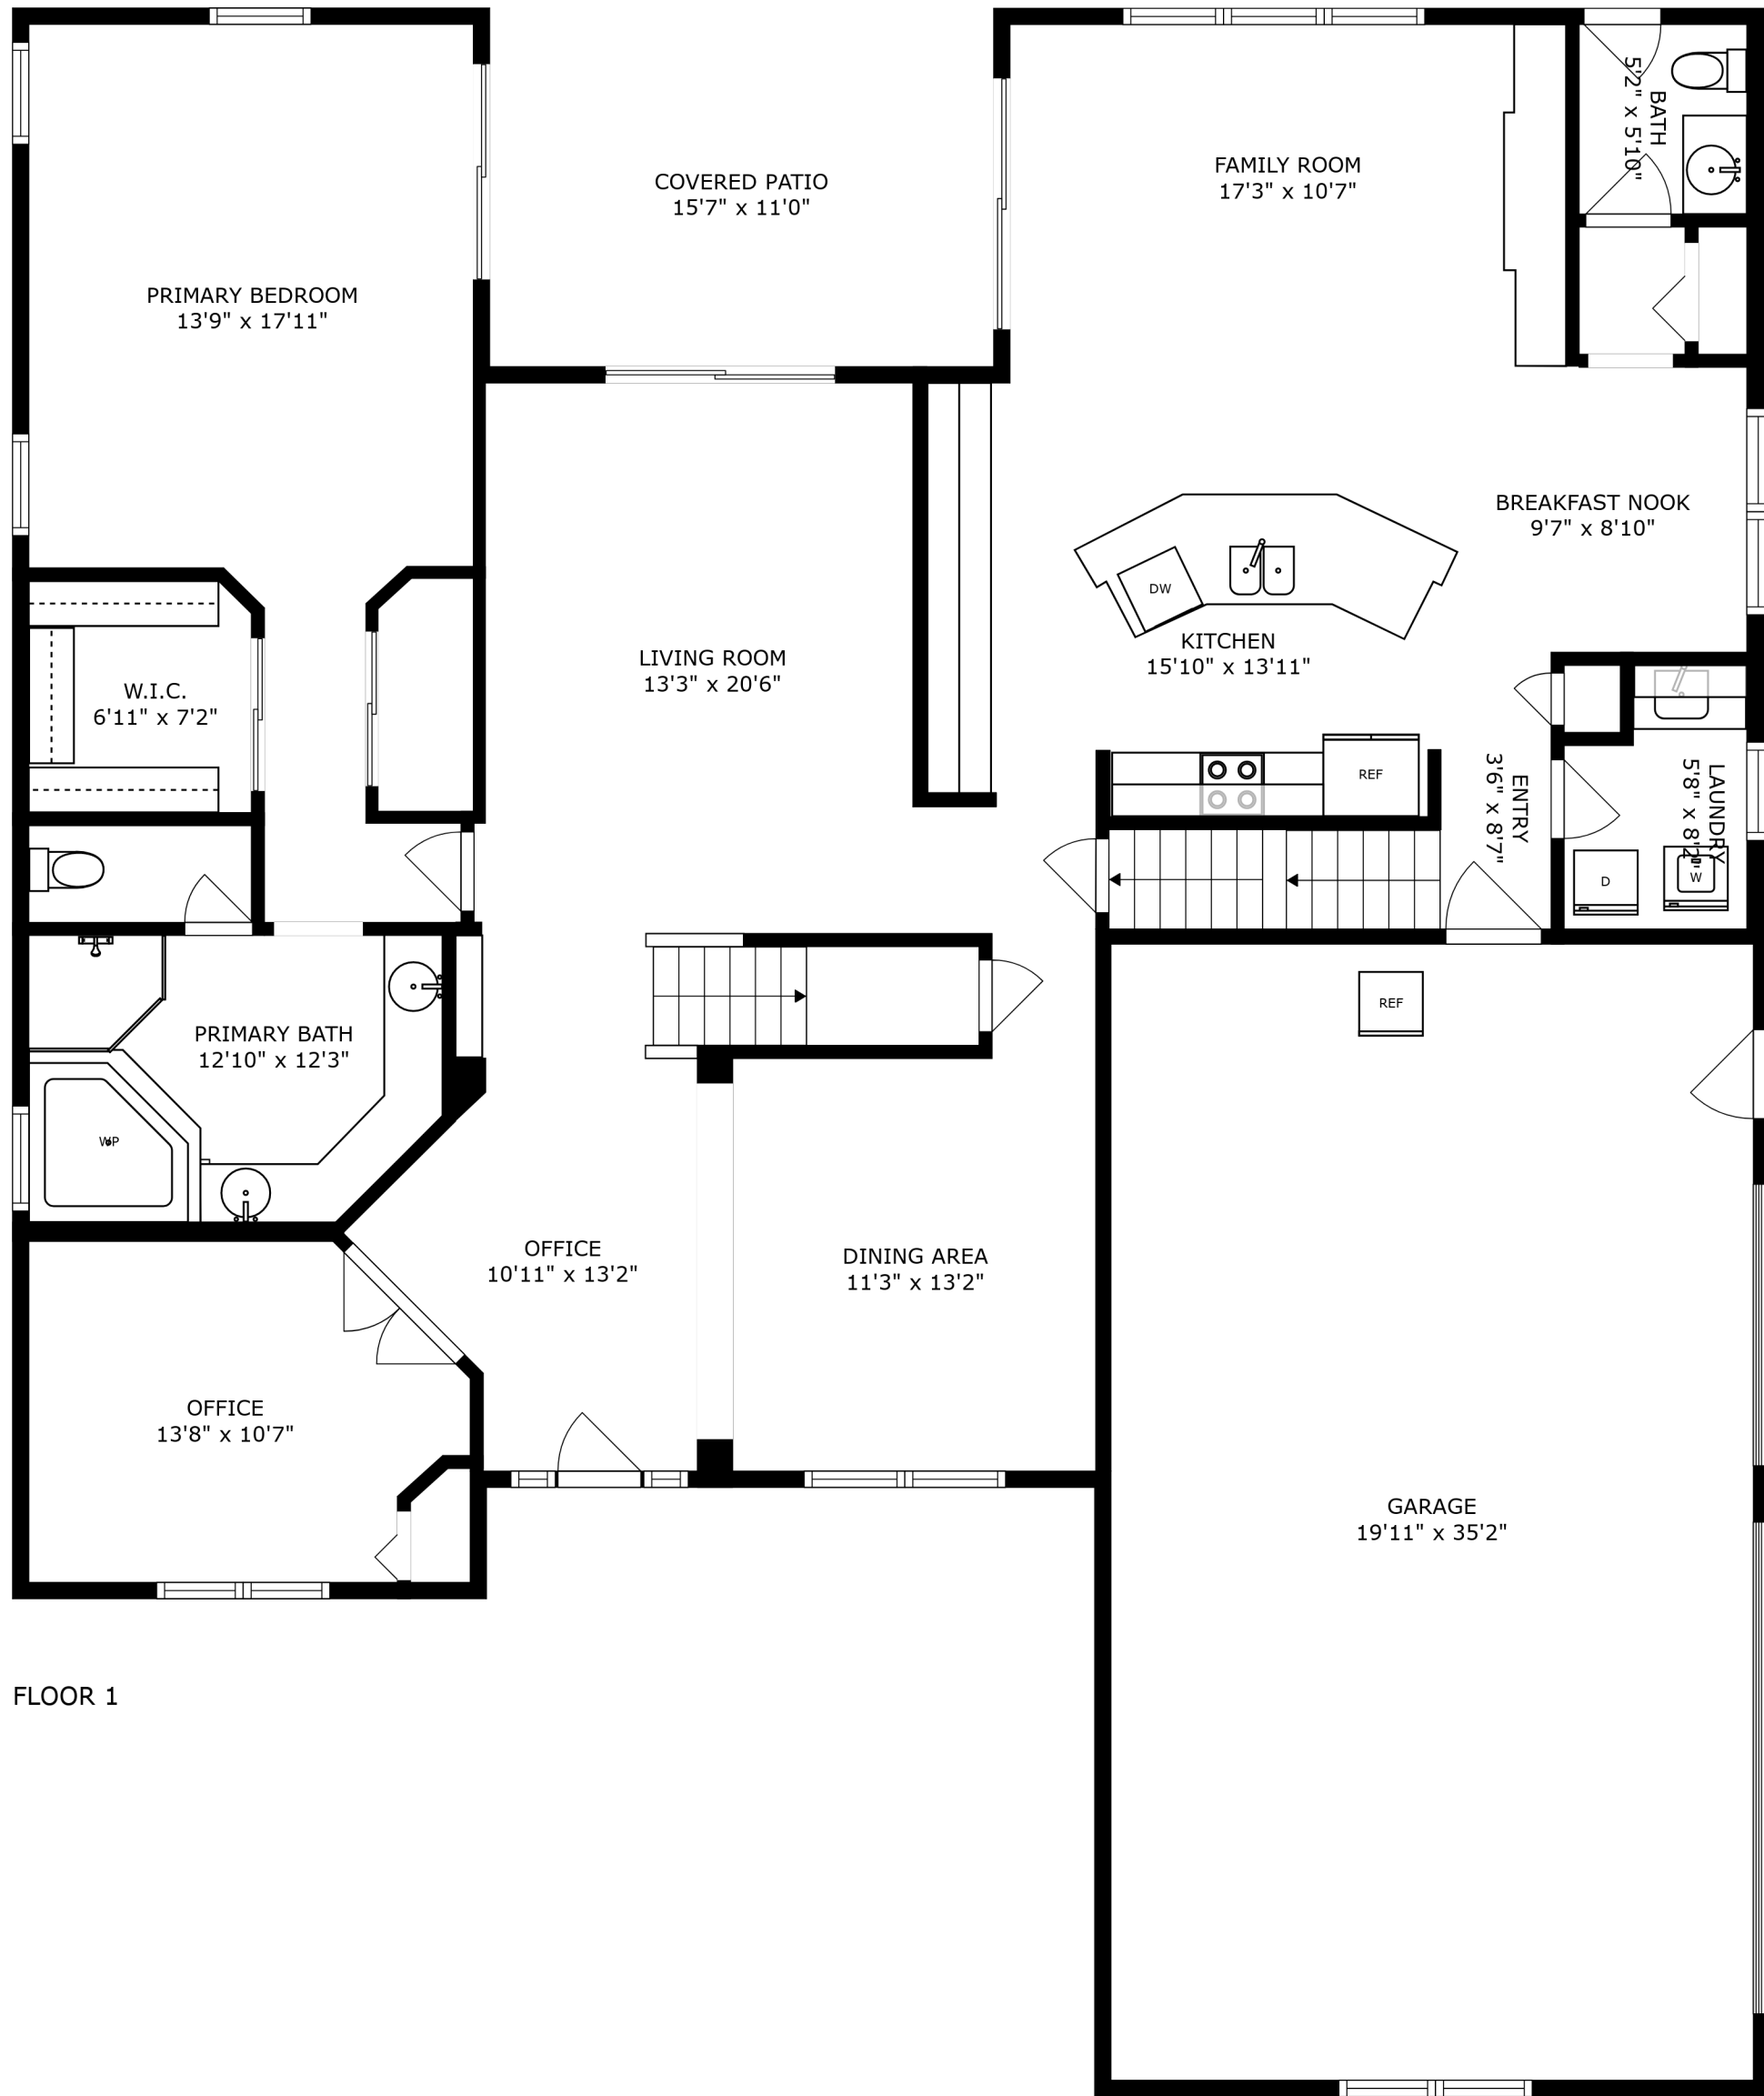 BATH
5'2" x 5'10"
FAMILY ROOM
17'3" x 10'7"
COVERED PATIO
15'7" x 11'0"
PRIMARY BEDROOM
13'9" x 17'11"
BREAKFAST NOOK
9'7" x 8'10"
DW
KITCHEN
15'10" x 13'11"
LIVING ROOM
13'3" x 20'6"
W.I.C.
6'11" x 7'2"
REF
ENTRY
3'6" x 8'7"
LAUNDRY
5'8" x 8'2"
D
W
REF
PRIMARY BATH
12'10" x 12'3"
WP
OFFICE
10'11" x 13'2"
DINING AREA
11'3" x 13'2"
OFFICE
13'8" x 10'7"
GARAGE
19'11" x 35'2"
FLOOR 1